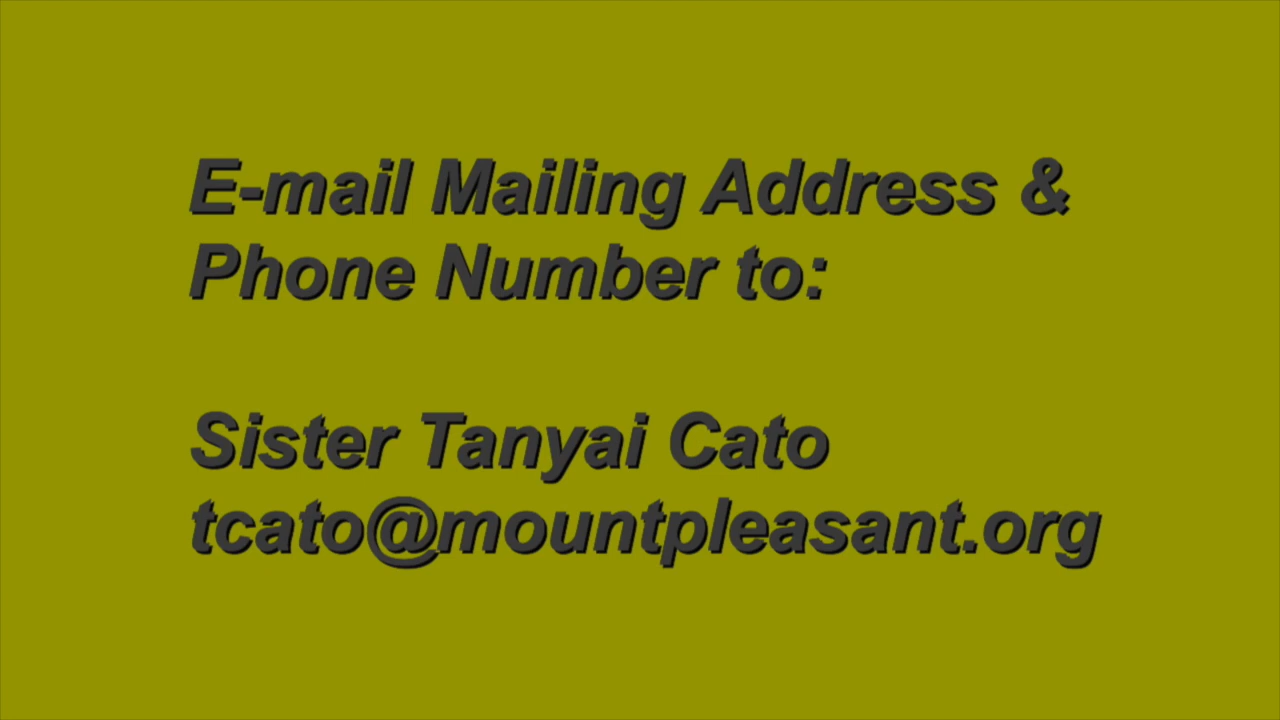 E-mail Mailing Address &
Phone Number to:
Sister Tanyai Cato
tcato@mountpleasant.org